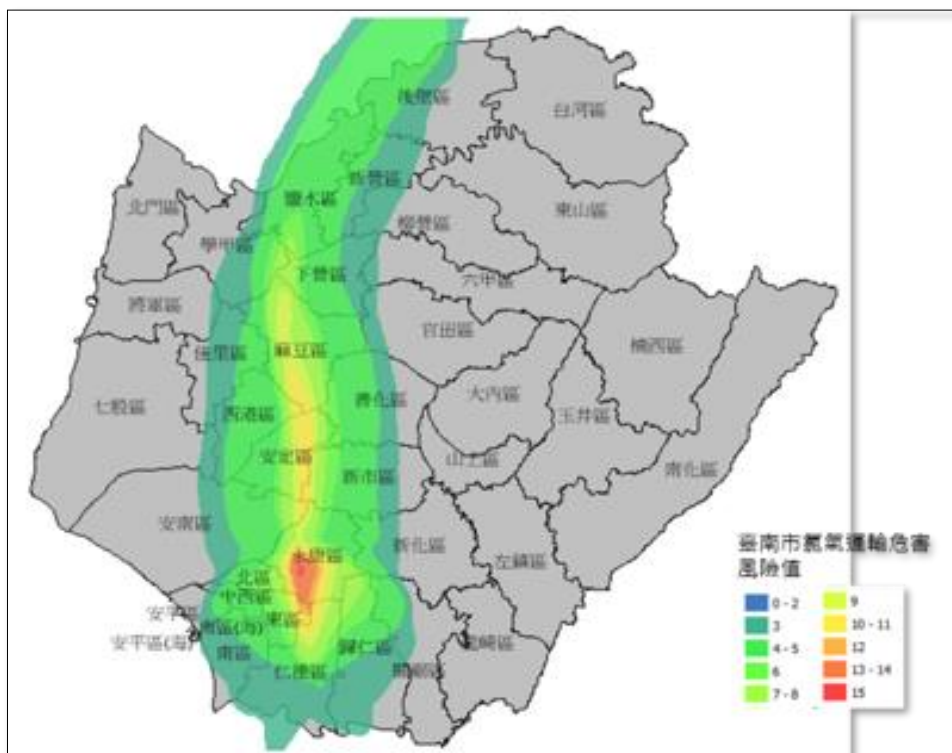 後壁區
白河區
新營區
鹽水區
北門區
東山區
學甲區
柳營區
下營區
六甲區
將軍區
官田區
麻豆區
楠西區
佳里區
大內區
七股區
善化區
玉井區
西港區
安定區
山上區
新市區
南化區
安南區
永康區
新化區
左鎮區
北區
中西區
安平區
東區
南區(海)
安平區(海)
南區
歸仁區
龍崎區
仁德區
關廟區
臺南市氯氣運輸危害
風險值
0 - 2
3
4 - 5
6
7 - 8
9
10 - 11
12
13 - 14
15